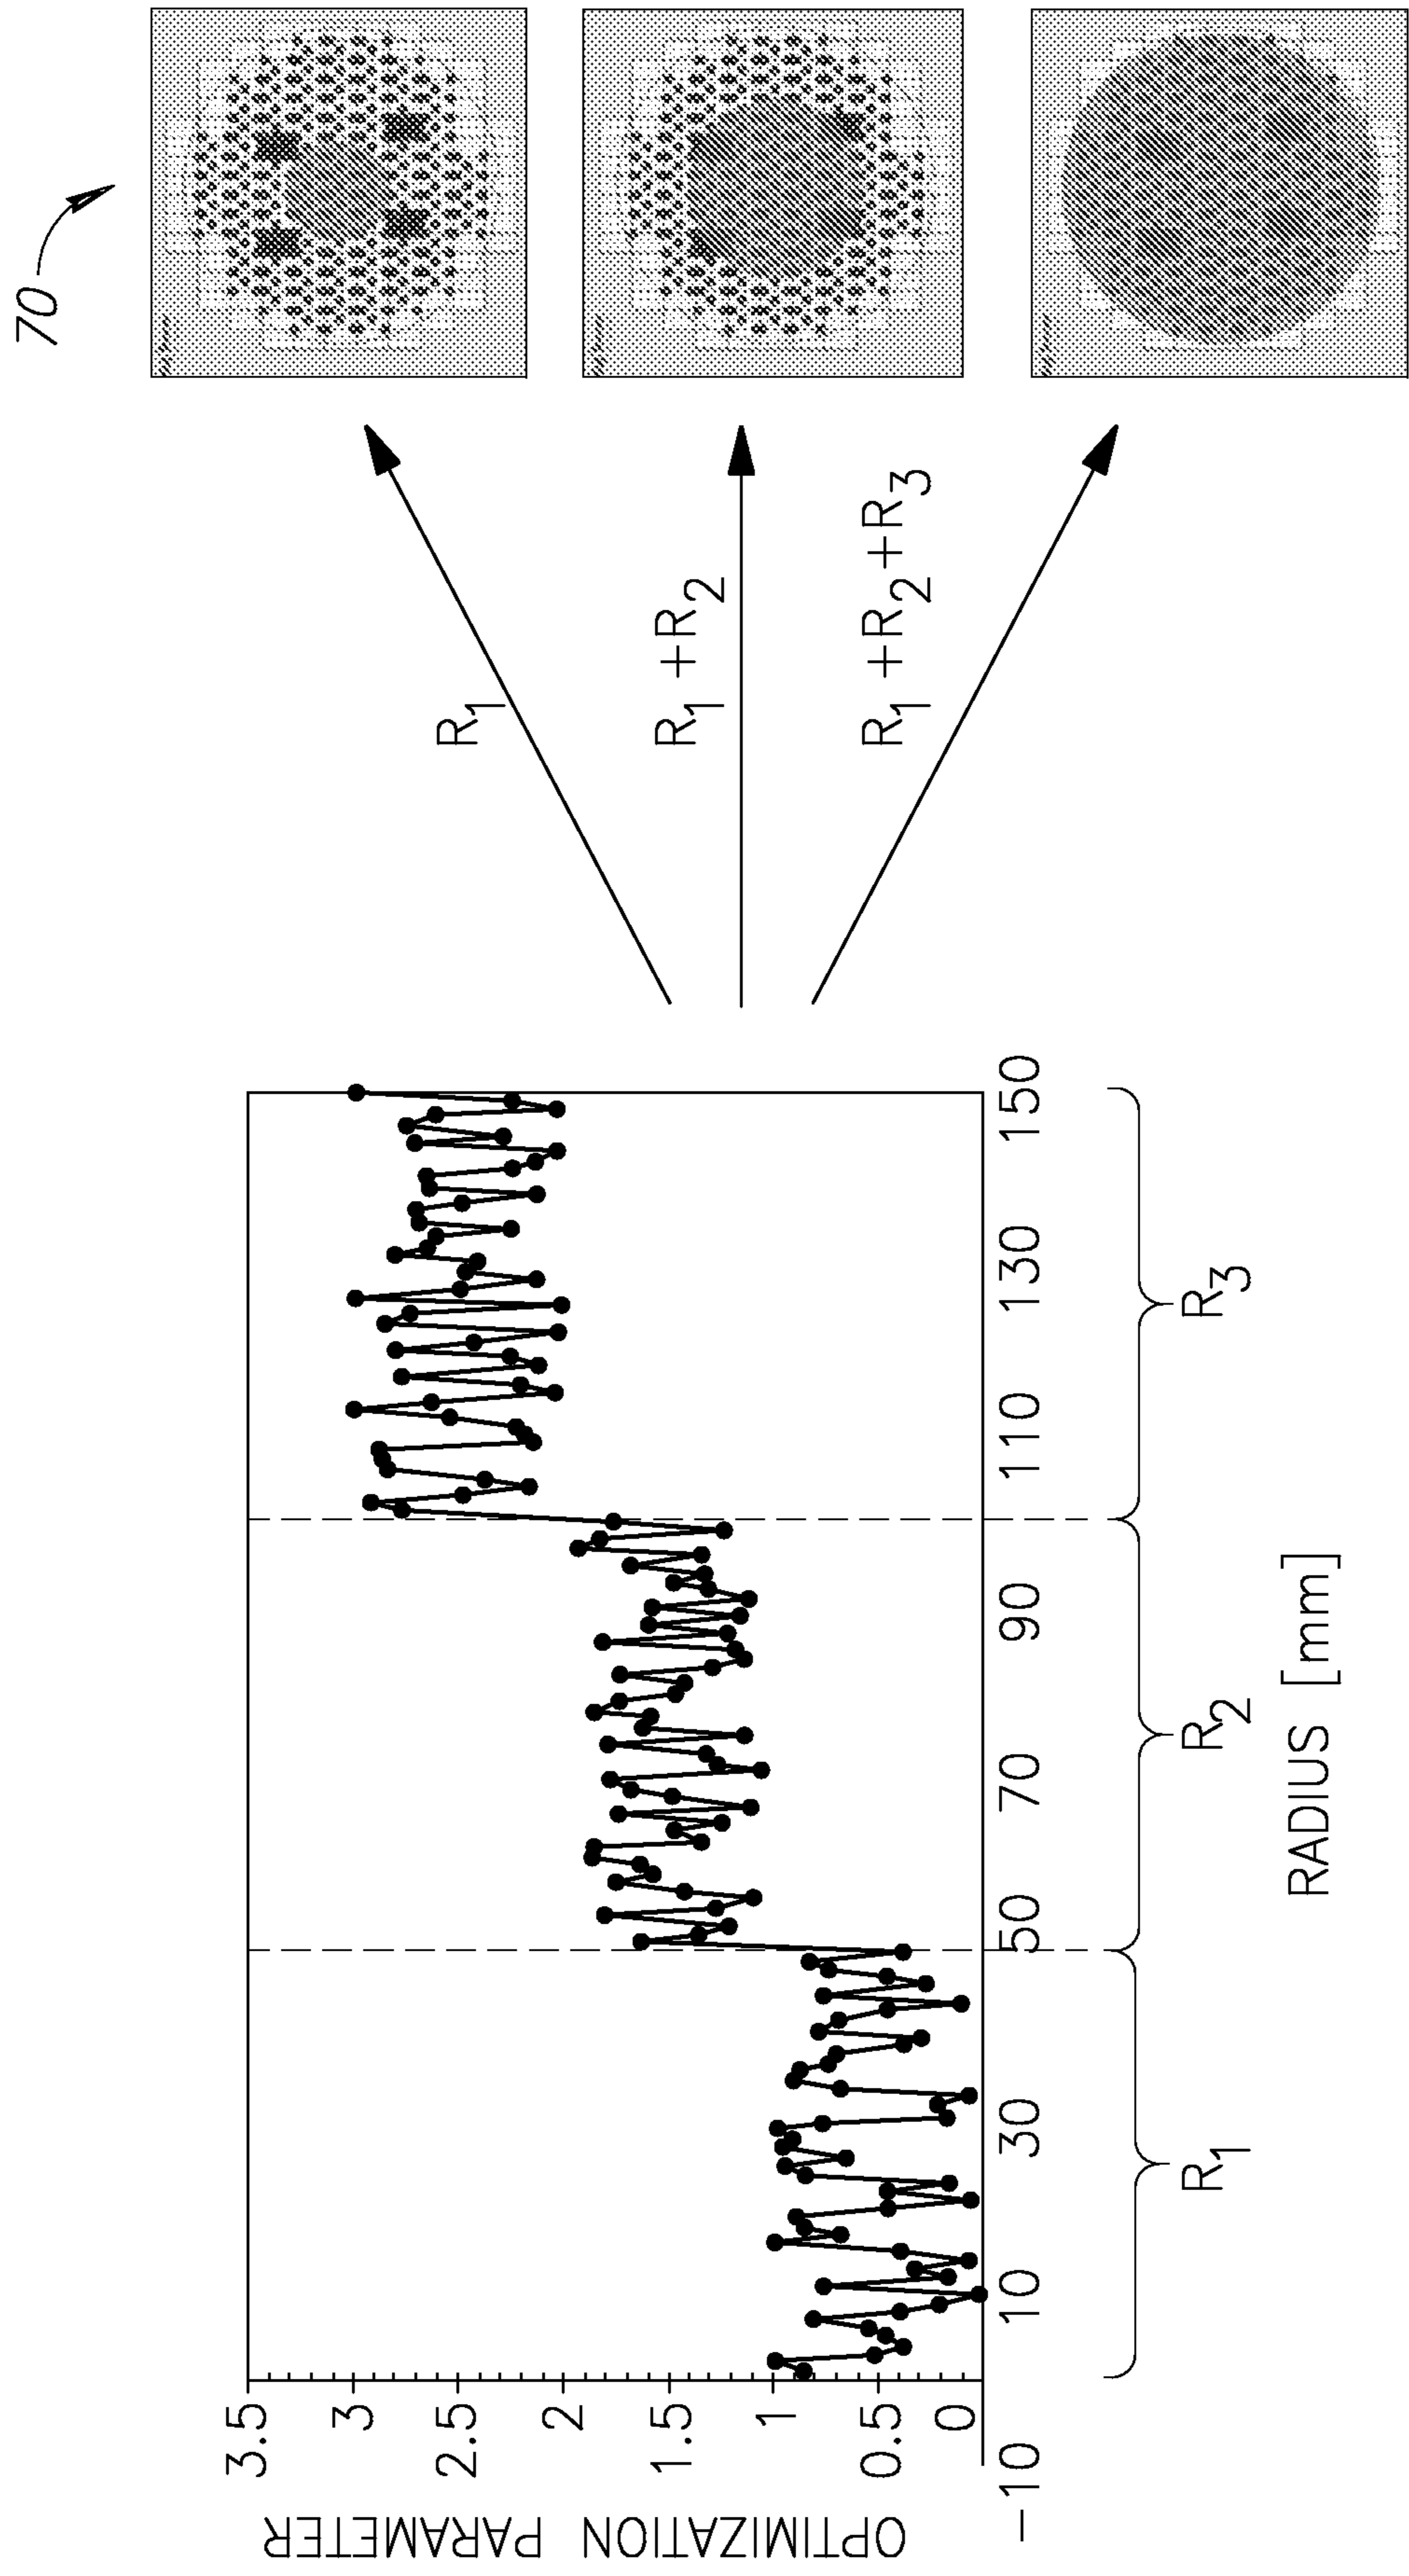 70
OPTIMIZATION PARAMETER
3.5
3
2.5
2
1.5
1
0.5
0
-10 10 30 50 70 90 110 130 150
R1 R2 R3
RADIUS [mm]
R1
R1 +R2
R1 +R2+R3